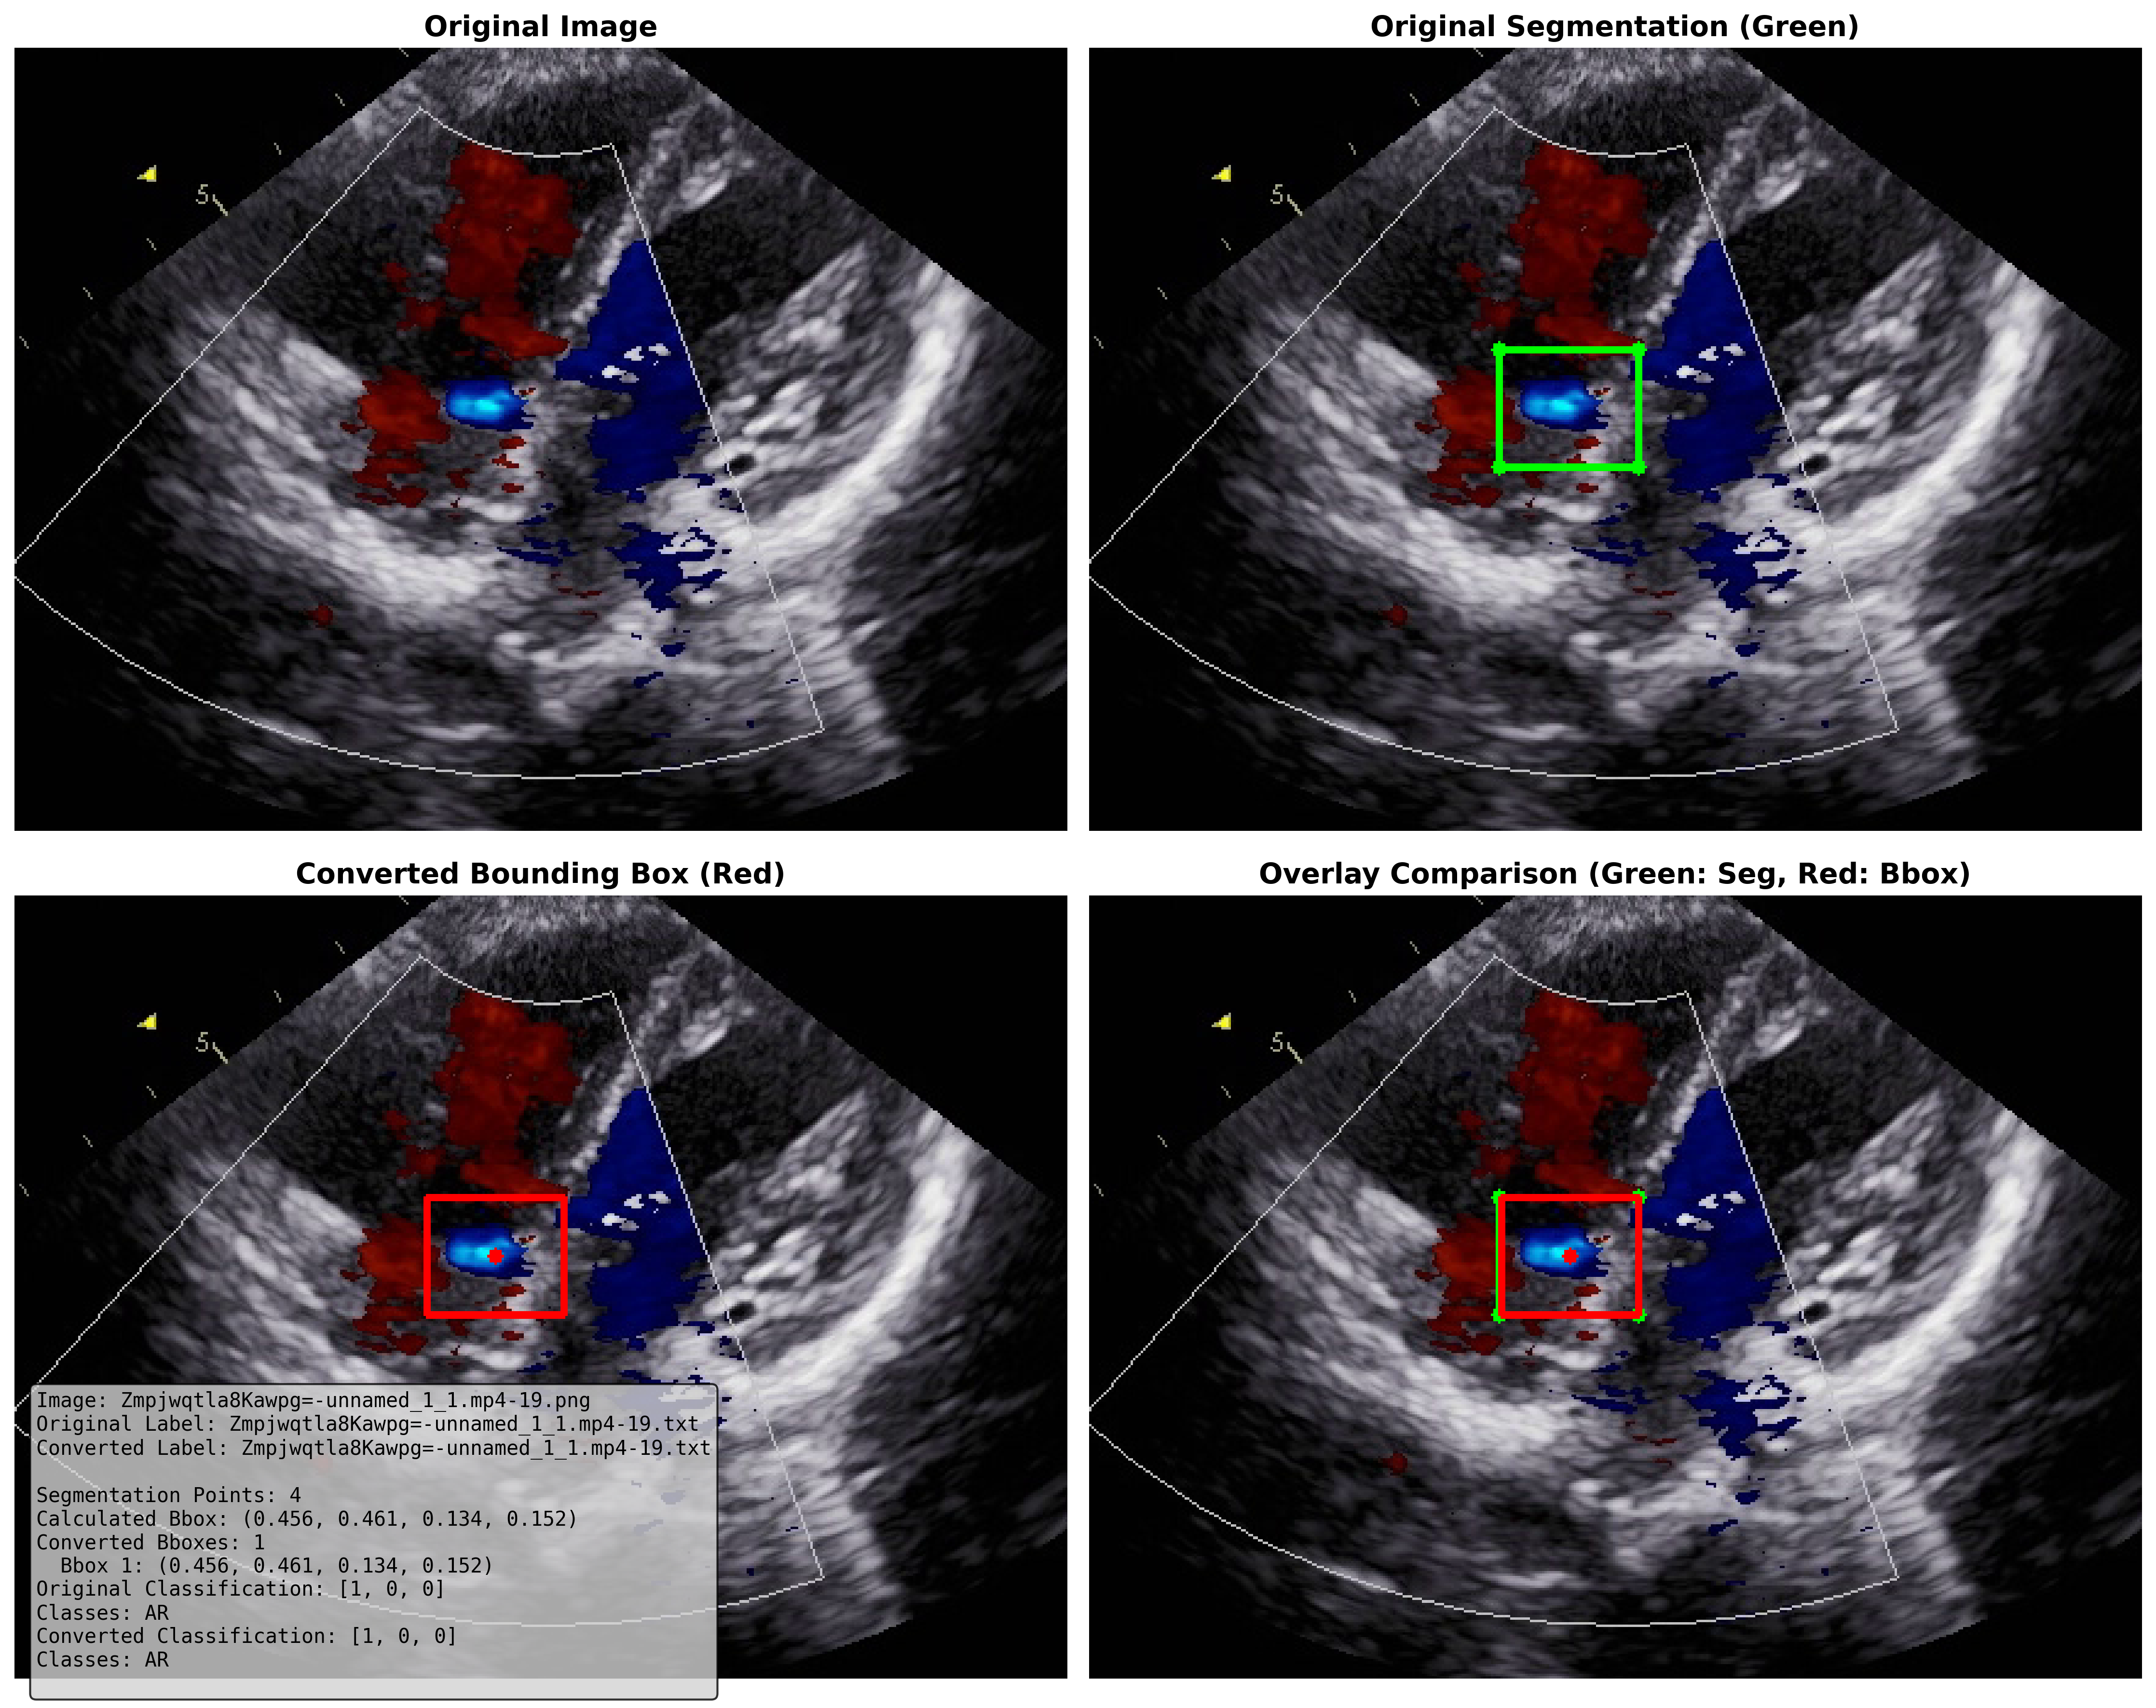 Original Image
Original Segmentation (Green)
5
5
Converted Bounding Box (Red)
Overlay Comparison (Green: Seg, Red: Bbox)
5
5
Image: Zmpjwqtla8Kawpg=-unnamed_1_1.mp4-19.png
Original Label: Zmpjwqtla8Kawpg=-unnamed_1_1.mp4-19.txt
Converted Label: Zmpjwqtla8Kawpg=-unnamed_1_1.mp4-19.txt
Segmentation Points: 4
Calculated Bbox: (0.456, 0.461, 0.134, 0.152)
Converted Bboxes: 1
Bbox 1: (0.456, 0.461, 0.134, 0.152)
Original Classification: [1, 0, 0]
Classes: AR
Converted Classification: [1, 0, 0]
Classes: AR